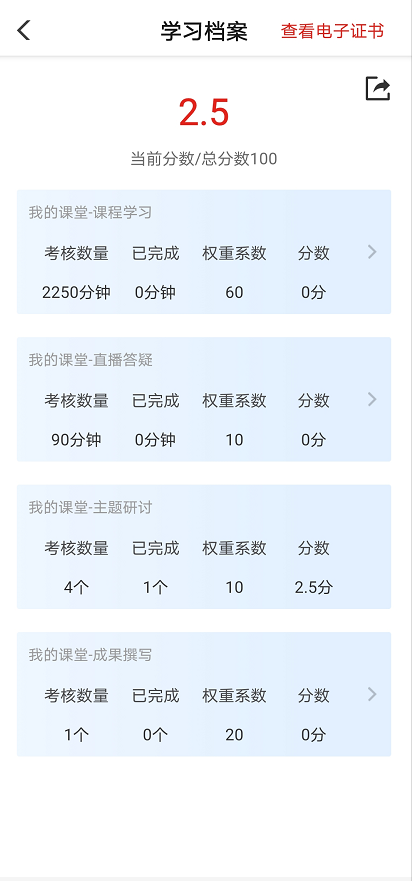 学习档案 查看电子证书
2.5
当前分数/总分数100
我的课堂-课程学习
考核数量 已完成 权重系数 分数
2250分钟 0分钟 60 0分
我的课堂-直播答疑
考核数量 已完成 权重系数 分数
90分钟 0分钟 10 0分
我的课堂-主题研讨
考核数量 已完成 权重系数 分数
4个 1个 10 2.5分
我的课堂-成果撰写
考核数量 已完成 权重系数 分数
1个 0个 20 0分